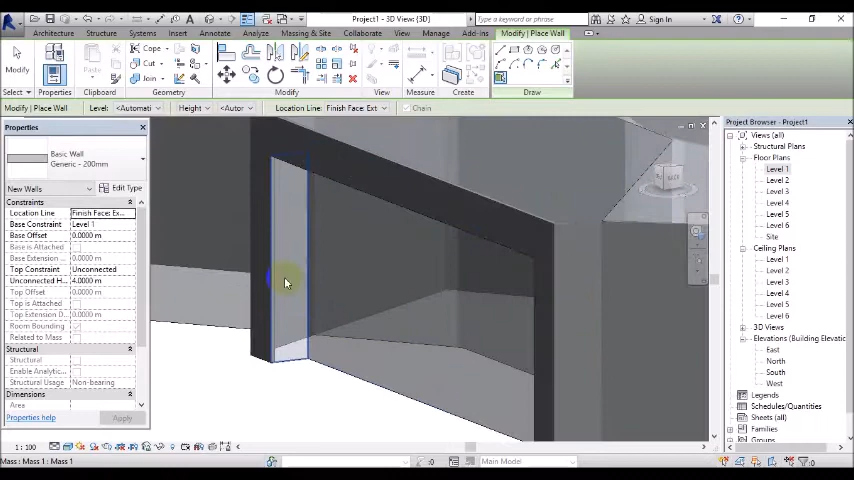 Project1 - 3D View: {3D}
Type a keyword or phrase
Sign In
Architecture Structure Systems Insert Annotate Analyze Massing & Site Collaborate View Manage Add-Ins Modify | Place Wall
Modify
Paste
Cope
Cut
Join
Select Properties Clipboard Geometry Modify View Measure Create Draw
Modify | Place Wall Level: <Automati Height <Autor Location Line: Finish Face: Ext Chain
Properties
Basic Wall
Generic - 200mm
New Walls Edit Type
Constraints
Location Line Finish Face: Ex...
Base Constraint Level 1
Base Offset 0.0000 m
Base is Attached
Base Extension ... 0.0000 m
Top Constraint Unconnected
Unconnected H... 4.0000 m
Top Offset 0.0000 m
Top is Attached
Top Extension D... 0.0000 m
Room Bounding
Related to Mass
Structural
Structural
Enable Analytic...
Structural Usage Non-bearing
Dimensions
Area
Properties help Apply
Project Browser - Project1
Views (all)
Structural Plans
Floor Plans
Level 1
Level 2
Level 3
Level 4
Level 5
Level 6
Site
Ceiling Plans
Level 1
Level 2
Level 3
Level 4
Level 5
Level 6
3D Views
Elevations (Building Elevatio
East
North
South
West
Legends
Schedules/Quantities
Sheets (all)
Families
Groups
1 : 100
Mass : Mass 1 : Mass 1
:0
Main Model
:0